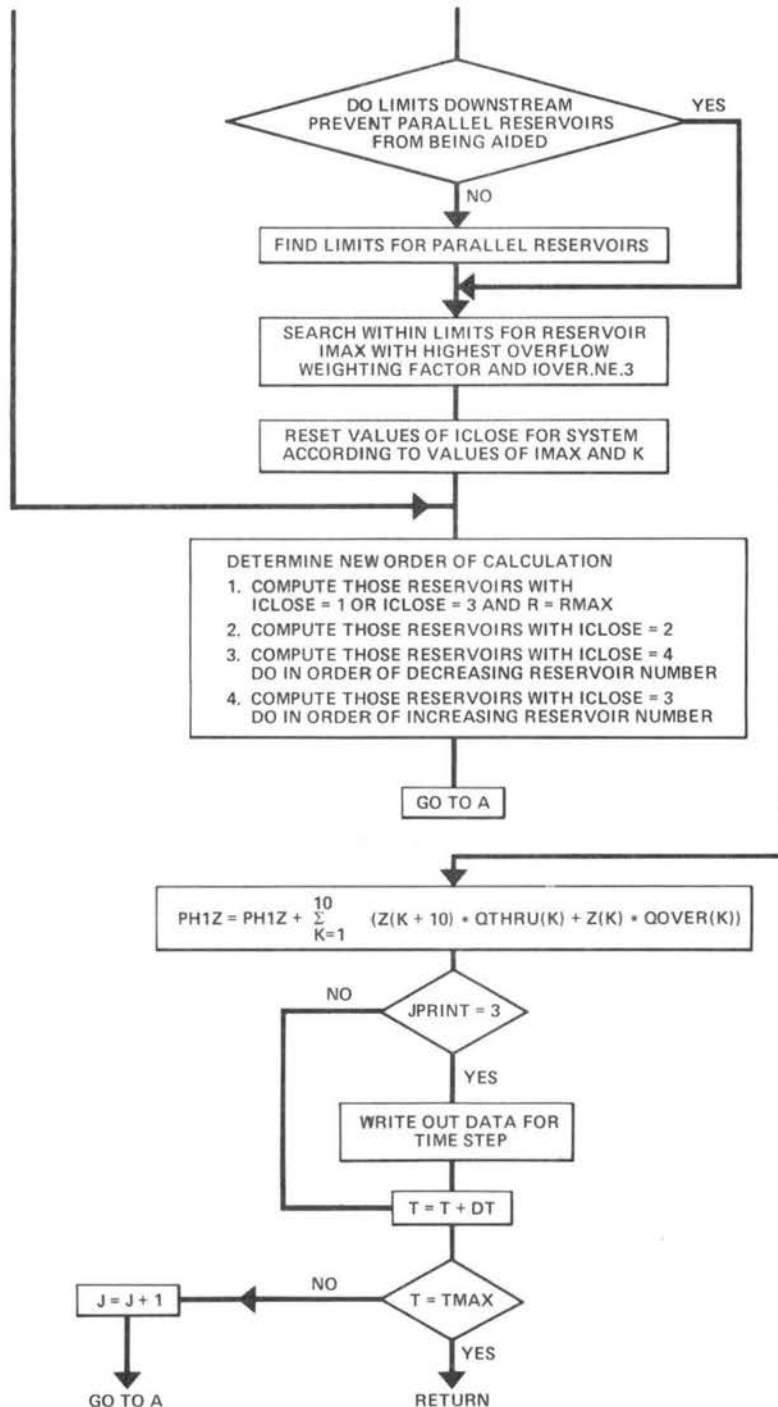 DO LIMITS DOWNSTREAM
PREVENT PARALLEL RESERVOIRS
FROM BEING AIDED
YES
NO
FIND LIMITS FOR PARALLEL RESERVOIRS
SEARCH WITHIN LIMITS FOR RESERVOIR
IMAX WITH HIGHEST OVERFLOW
WEIGHTING FACTOR AND IOVER.NE.3
RESET VALUES OF ICLOSE FOR SYSTEM
ACCORDING TO VALUES OF IMAX AND K
DETERMINE NEW ORDER OF CALCULATION
1. COMPUTE THOSE RESERVOIRS WITH
ICLOSE = 1 OR ICLOSE = 3 AND R = RMAX
2. COMPUTE THOSE RESERVOIRS WITH ICLOSE = 2
3. COMPUTE THOSE RESERVOIRS WITH ICLOSE = 4
DO IN ORDER OF DECREASING RESERVOIR NUMBER
4. COMPUTE THOSE RESERVOIRS WITH ICLOSE = 3
DO IN ORDER OF INCREASING RESERVOIR NUMBER
GO TO A
10
PH1Z = PH1Z + Σ (Z(K + 10) • QTHRU(K) + Z(K) * QOVER(K))
K=1
NO
JPRINT = 3
YES
WRITE OUT DATA FOR
TIME STEP
T = T + DT
NO
J = J + 1
T = TMAX
YES
GO TO A
RETURN